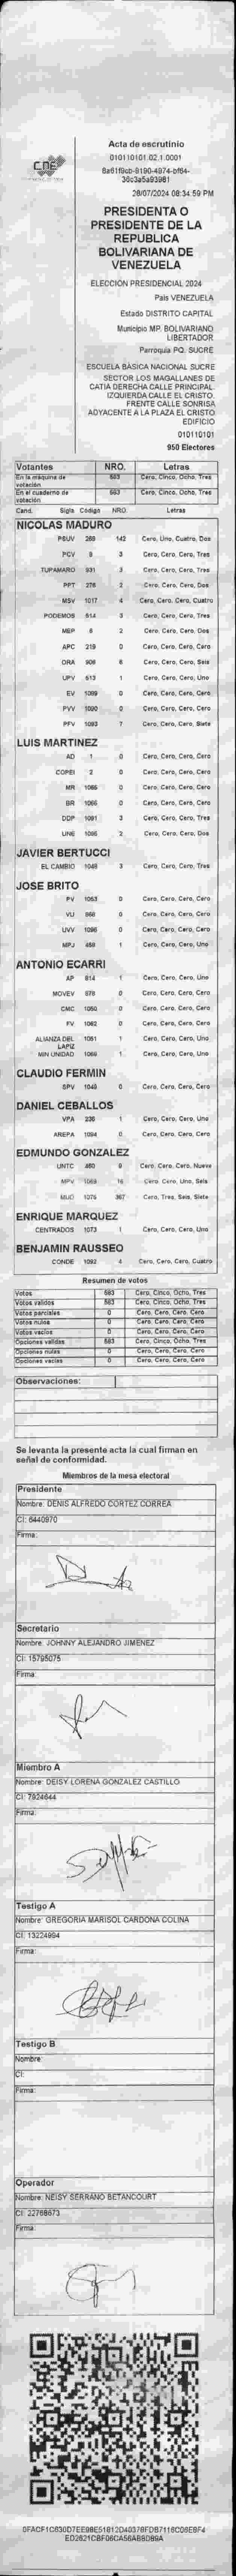 CNE
Acta de escrutinio
010110101.02.1.0001
28/07/2024 08:34:59 PM
PRESIDENTA O
PRESIDENTE DE LA
REPUBLICA
BOLIVARIANA DE
VENEZUELA
ELECCION PRESIDENCIAL 2024
Pais VENEZUELA
Estado DISTRITO CAPITAL
Municipio MP. BOLIVARIANO
LIBERTADOR
Parroquia PQ. SUCRE
ESCUELA BASICA NACIONAL SUCRE
SECTOR LOS MAGALLANES DE
CATIA DERECHA CALLE PRINCIPAL.
IZQUIERDA CALLE EL CRISTO.
FRENTE CALLE SONRISA
ADYACENTE A LA PLAZA EL CRISTO
EDIFICIO
010110101
950 Electores
Votantes NRO. Letras
En la máquina de votación Cero, Cinco, Ocho, Tres
En el cuaderno de votación Cero, Cinco, Ocho, Tres
Cand. Sigla Código NRO. Letras
NICOLAS MADURO
PSUV 269 142 Cero, Uno, Cuatro, Dos
PCV 9 3 Cero, Cero, Cero, Tres
TUPAMARO 931 3 Cero, Cero, Cero, Tres
PPT 276 2 Cero, Cero, Cero, Dos
MSV 1017 4 Cero, Cero, Cero, Cuatro
PODEMOS 614 3 Cero, Cero, Cero, Tres
MEP 8 2 Cero, Cero, Cero, Dos
APC 219 0 Cero, Cero, Cero, Cero
ORA 906 6 Cero, Cero, Cero, Seis
UPV 613 1 Cero, Cero, Cero, Uno
EV 1099 0 Cero, Cero, Cero, Cero
PVV 1090 0 Cero, Cero, Cero, Cero
PFV 1093 7 Cero, Cero, Cero, Siete
LUIS MARTINEZ
AD 1 0 Cero, Cero, Cero, Cero
COPEI 2 0 Cero, Cero, Cero, Cero
MR 1065 0 Cero, Cero, Cero, Cero
BR 1066 0 Cero, Cero, Cero, Cero
DDP 1091 3 Cero, Cero, Cero, Tres
UNE 1095 2 Cero, Cero, Cero, Dos
JAVIER BERTUCCI
EL CAMBIO 1048 3 Cero, Cero, Cero, Tres
JOSE BRITO
PV 1053 0 Cero, Cero, Cero, Cero
VU 868 0 Cero, Cero, Cero, Cero
UVV 1096 0 Cero, Cero, Cero, Cero
MPJ 458 1 Cero, Cero, Cero, Uno
ANTONIO ECARRI
AP 814 1 Cero, Cero, Cero, Uno
MOVEV 978 0 Cero, Cero, Cero, Cero
CMC 1050 0 Cero, Cero, Cero, Cero
FV 1062 0 Cero, Cero, Cero, Cero
ALIANZA DEL LAPIZ 1051 1 Cero, Cero, Cero, Uno
MIN UNIDAD 1069 1 Cero, Cero, Cero, Uno
CLAUDIO FERMIN
SPV 1049 0 Cero, Cero, Cero, Cero
DANIEL CEBALLOS
VPA 236 1 Cero, Cero, Cero, Uno
AREPA 1094 0 Cero, Cero, Cero, Cero
EDMUNDO GONZALEZ
UNTC 460 9 Cero, Cero, Cero, Nueve
MPV 1068 16 Cero, Cero, Uno, Seis
MUD 1076 367 Cero, Tres, Seis, Siete
ENRIQUE MARQUEZ
CENTRADOS 1073 1 Cero, Cero, Cero, Uno
BENJAMIN RAUSSEO
CONDE 1092 4 Cero, Cero, Cero, Cuatro
Resumen de votos
Votos 583 Cero, Cinco, Ocho, Tres
Votos validos 583 Cero, Cinco, Ocho, Tres
Votos parciales 0 Cero, Cero, Cero, Cero
Votos nulos 0 Cero, Cero, Cero, Cero
Votos vacios 0 Cero, Cero, Cero, Cero
Opciones validas 583 Cero, Cinco, Ocho, Tres
Opciones nulas 0 Cero, Cero, Cero, Cero
Opciones vacias 0 Cero, Cero, Cero, Cero
Observaciones:
Se levanta la presente acta la cual firman en
señal de conformidad.
Miembros de la mesa electoral
Presidente
Nombre: DENIS ALFREDO CORTEZ CORREA
CI: 6440970
Firma:
Secretario
Nombre: JOHNNY ALEJANDRO JIMENEZ
CI: 15795075
Firma:
Miembro A
Nombre: DEISY LORENA GONZALEZ CASTILLO
CI: 7924644
Firma:
Testigo A
Nombre: GREGORIA MARISOL CARDONA COLINA
CI: 13224994
Firma:
Testigo B
Nombre:
CI:
Firma:
Operador
Nombre: NEISY SERRANO BETANCOURT
CI: 22768673
Firma: